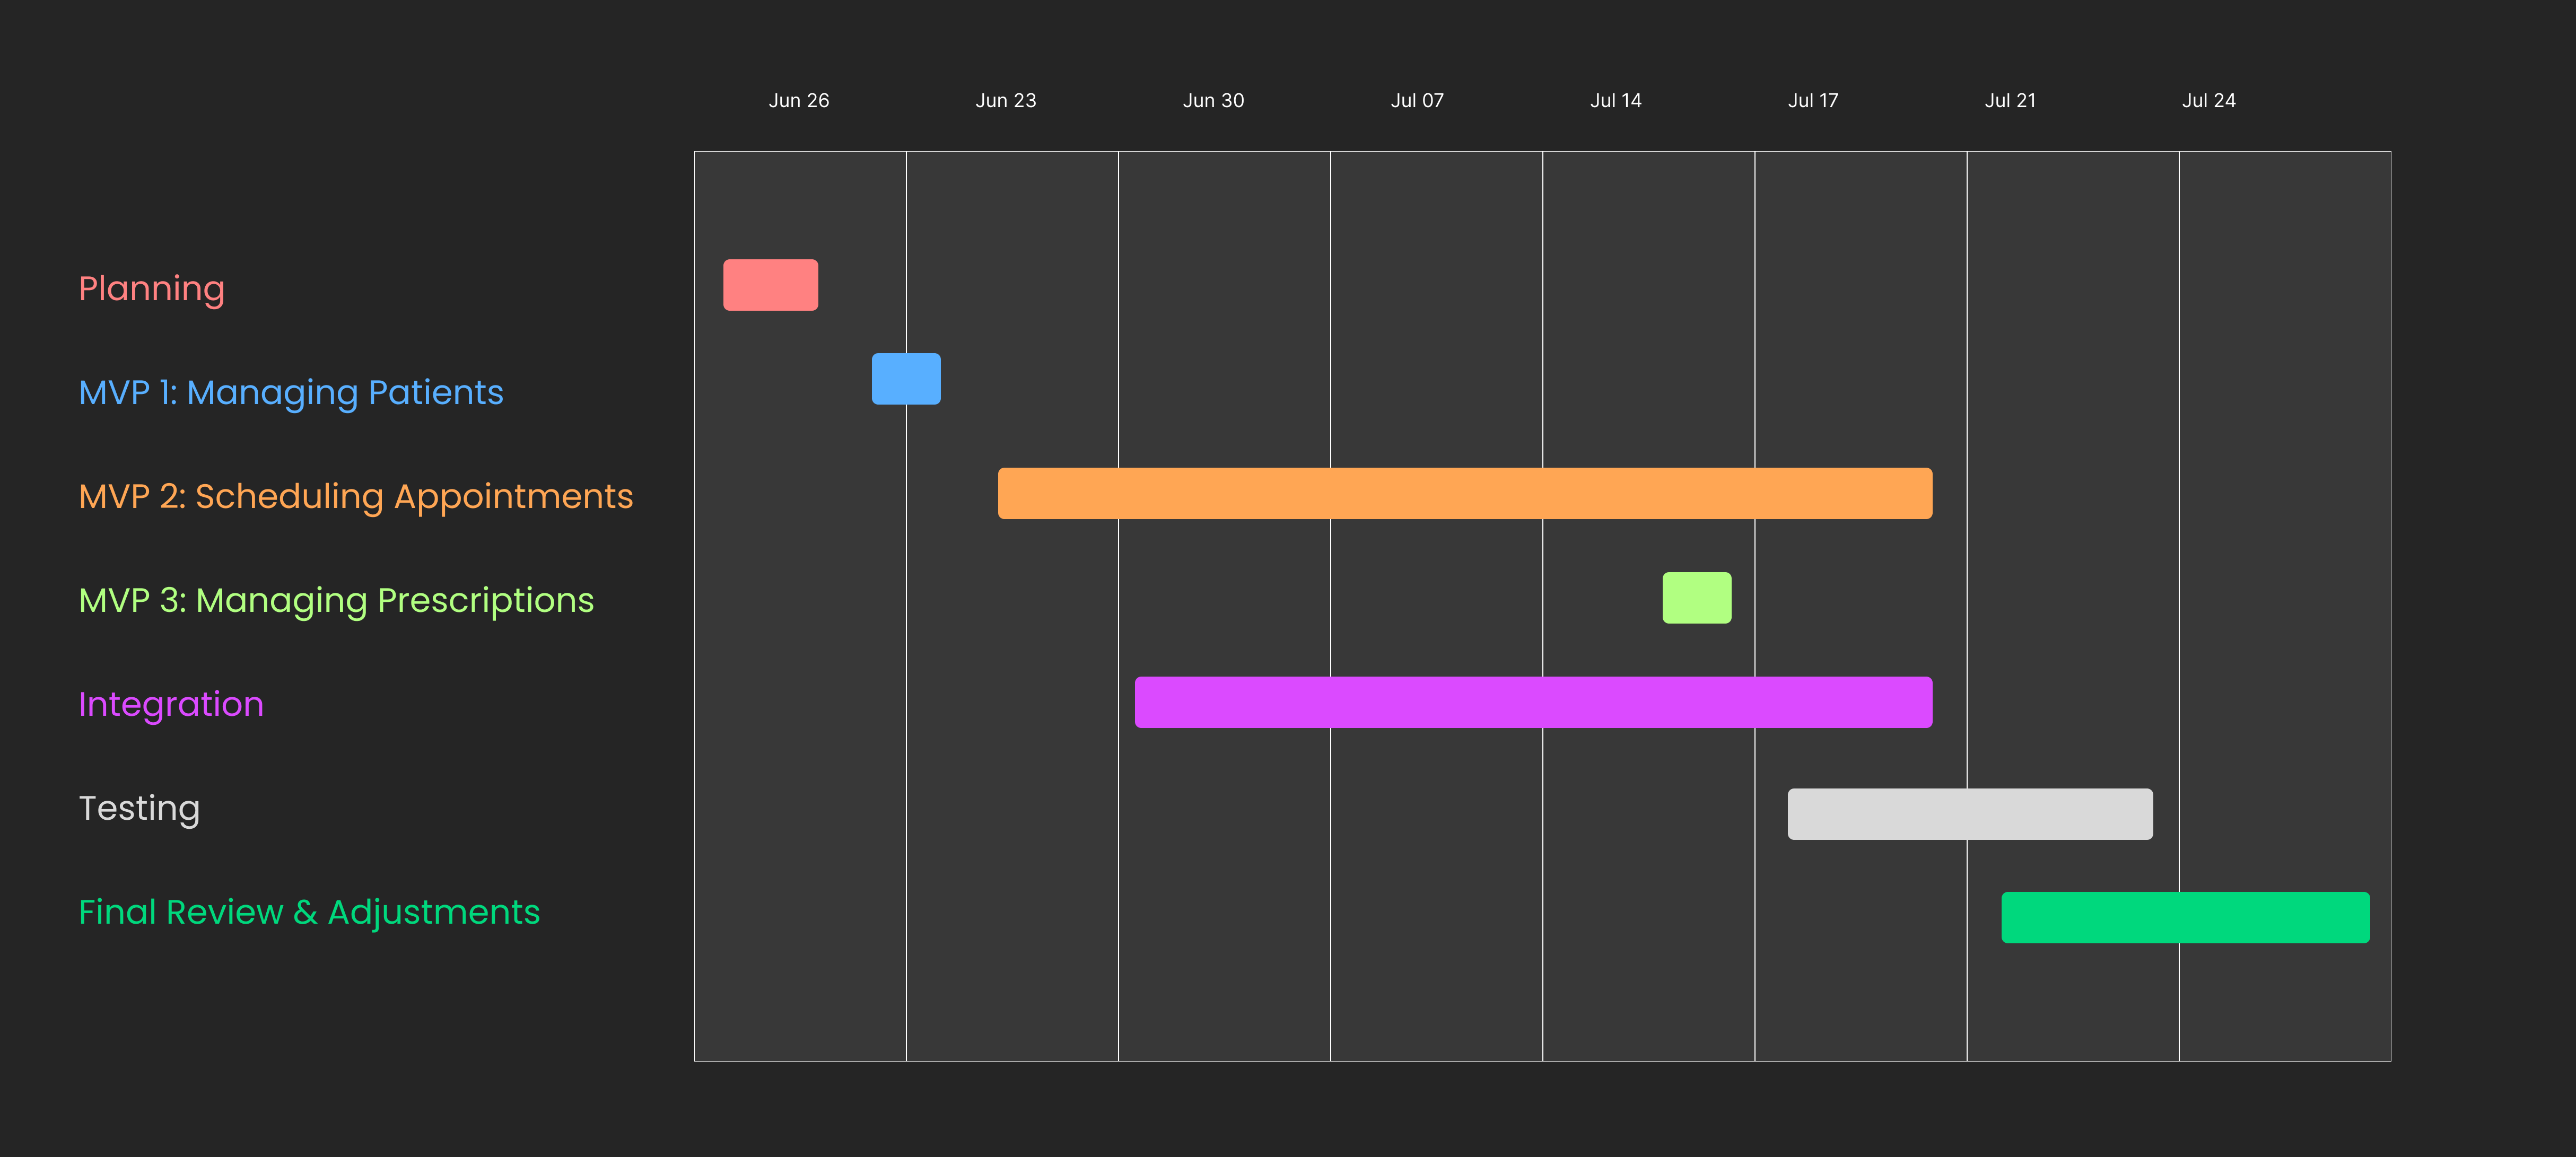 Jun 26
Jun 23
Jun 30
Jul 07
Jul 14
Jul 17
Jul 21
Jul 24
Planning
MVP 1: Managing Patients
MVP 2: Scheduling Appointments
MVP 3: Managing Prescriptions
Integration
Testing
Final Review & Adjustments